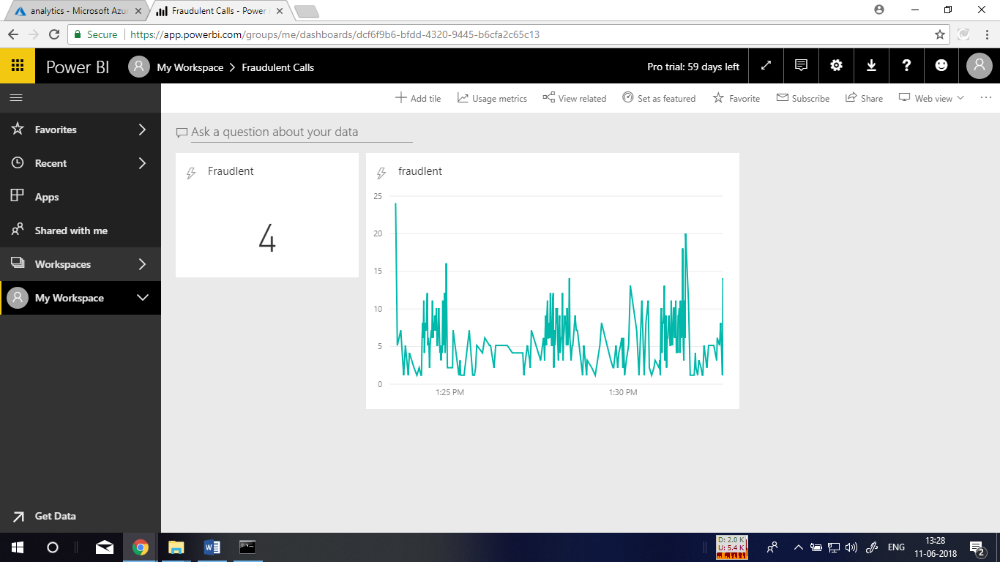 analytics - Microsoft Azur
Fraudulent Calls - Power
Secure
https://app.powerbi.com/groups/me/dashboards/dcf6f9b6-bfdd-4320-9445-b6cfa2c65c13
Power BI
My Workspace > Fraudulent Calls
Pro trial: 59 days left
Add tile
Usage metrics
View related
Set as featured
Favorite
Subscribe
Share
Web view
Favorites
Recent
Apps
Shared with me
Workspaces
My Workspace
Get Data
Ask a question about your data
Fraudlent
4
fraudlent
25
20
15
10
5
0
1:25 PM
1:30 PM
D: 2.0 K
U: 5.4 K
ENG
13:28
11-06-2018
2